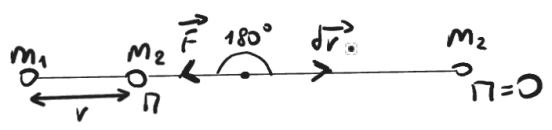 m₁ m₂ F⃗ 180° dr⃗ m₂
r П П=0